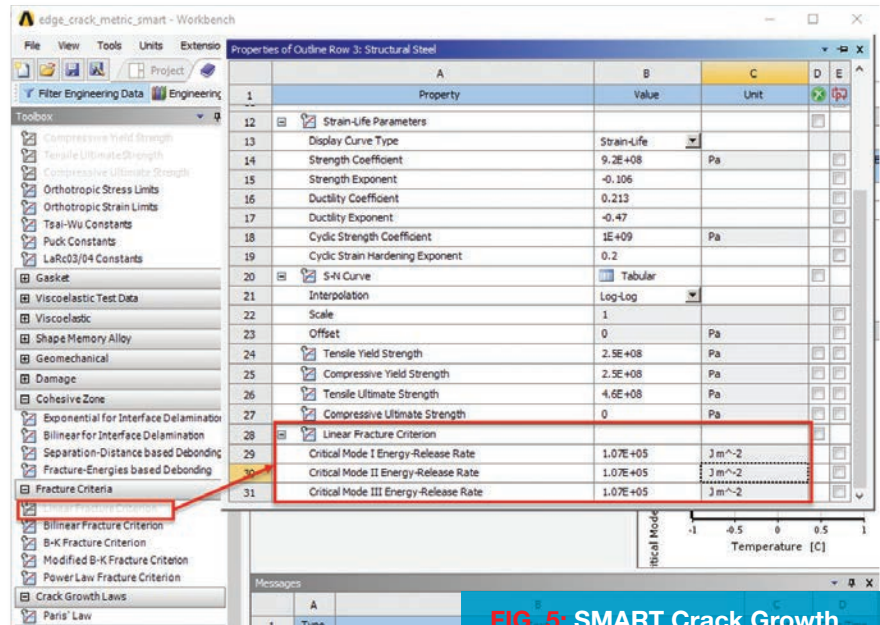 edge_crack_metric_smart - Workbench
File View Tools Units Extensio
Project
Filter Engineering Data Engineering
Toolbox
Compressive Yield Strength
Tensile Ultimate Strength
Compressive Ultimate Strength
Orthotropic Stress Limits
Orthotropic Strain Limits
Tsai-Wu Constants
Puck Constants
LaRc03/04 Constants
Gasket
Viscoelastic Test Data
Viscoelastic
Shape Memory Alloy
Geomechanical
Damage
Cohesive Zone
Exponential for Interface Delamination
Bilinear for Interface Delamination
Separation-Distance based Debonding
Fracture-Energies based Debonding
Fracture Criteria
Linear Fracture Criterion
Bilinear Fracture Criterion
B-K Fracture Criterion
Modified B-K Fracture Criterion
Power Law Fracture Criterion
Crack Growth Laws
Paris' Law
Properties of Outline Row 3: Structural Steel
A B C D E
1 Property Value Unit
12 Strain-Life Parameters
13 Display Curve Type Strain-Life
14 Strength Coefficient 9.2E+08 Pa
15 Strength Exponent -0.106
16 Ductility Coefficient 0.213
17 Ductility Exponent -0.47
18 Cyclic Strength Coefficient 1E+09 Pa
19 Cyclic Strain Hardening Exponent 0.2
20 S-N Curve Tabular
21 Interpolation Log-Log
22 Scale 1
23 Offset 0 Pa
24 Tensile Yield Strength 2.5E+08 Pa
25 Compressive Yield Strength 2.5E+08 Pa
26 Tensile Ultimate Strength 4.6E+08 Pa
27 Compressive Ultimate Strength 0 Pa
28 Linear Fracture Criterion
29 Critical Mode I Energy-Release Rate 1.07E+05 J m^-2
30 Critical Mode II Energy-Release Rate 1.07E+05 J m^-2
31 Critical Mode III Energy-Release Rate 1.07E+05 J m^-2
itical Mode
-1 -0.5 0 0.5 1
Temperature [C]
Messages
A
1 Type
FIG. 5: SMART Crack Growth